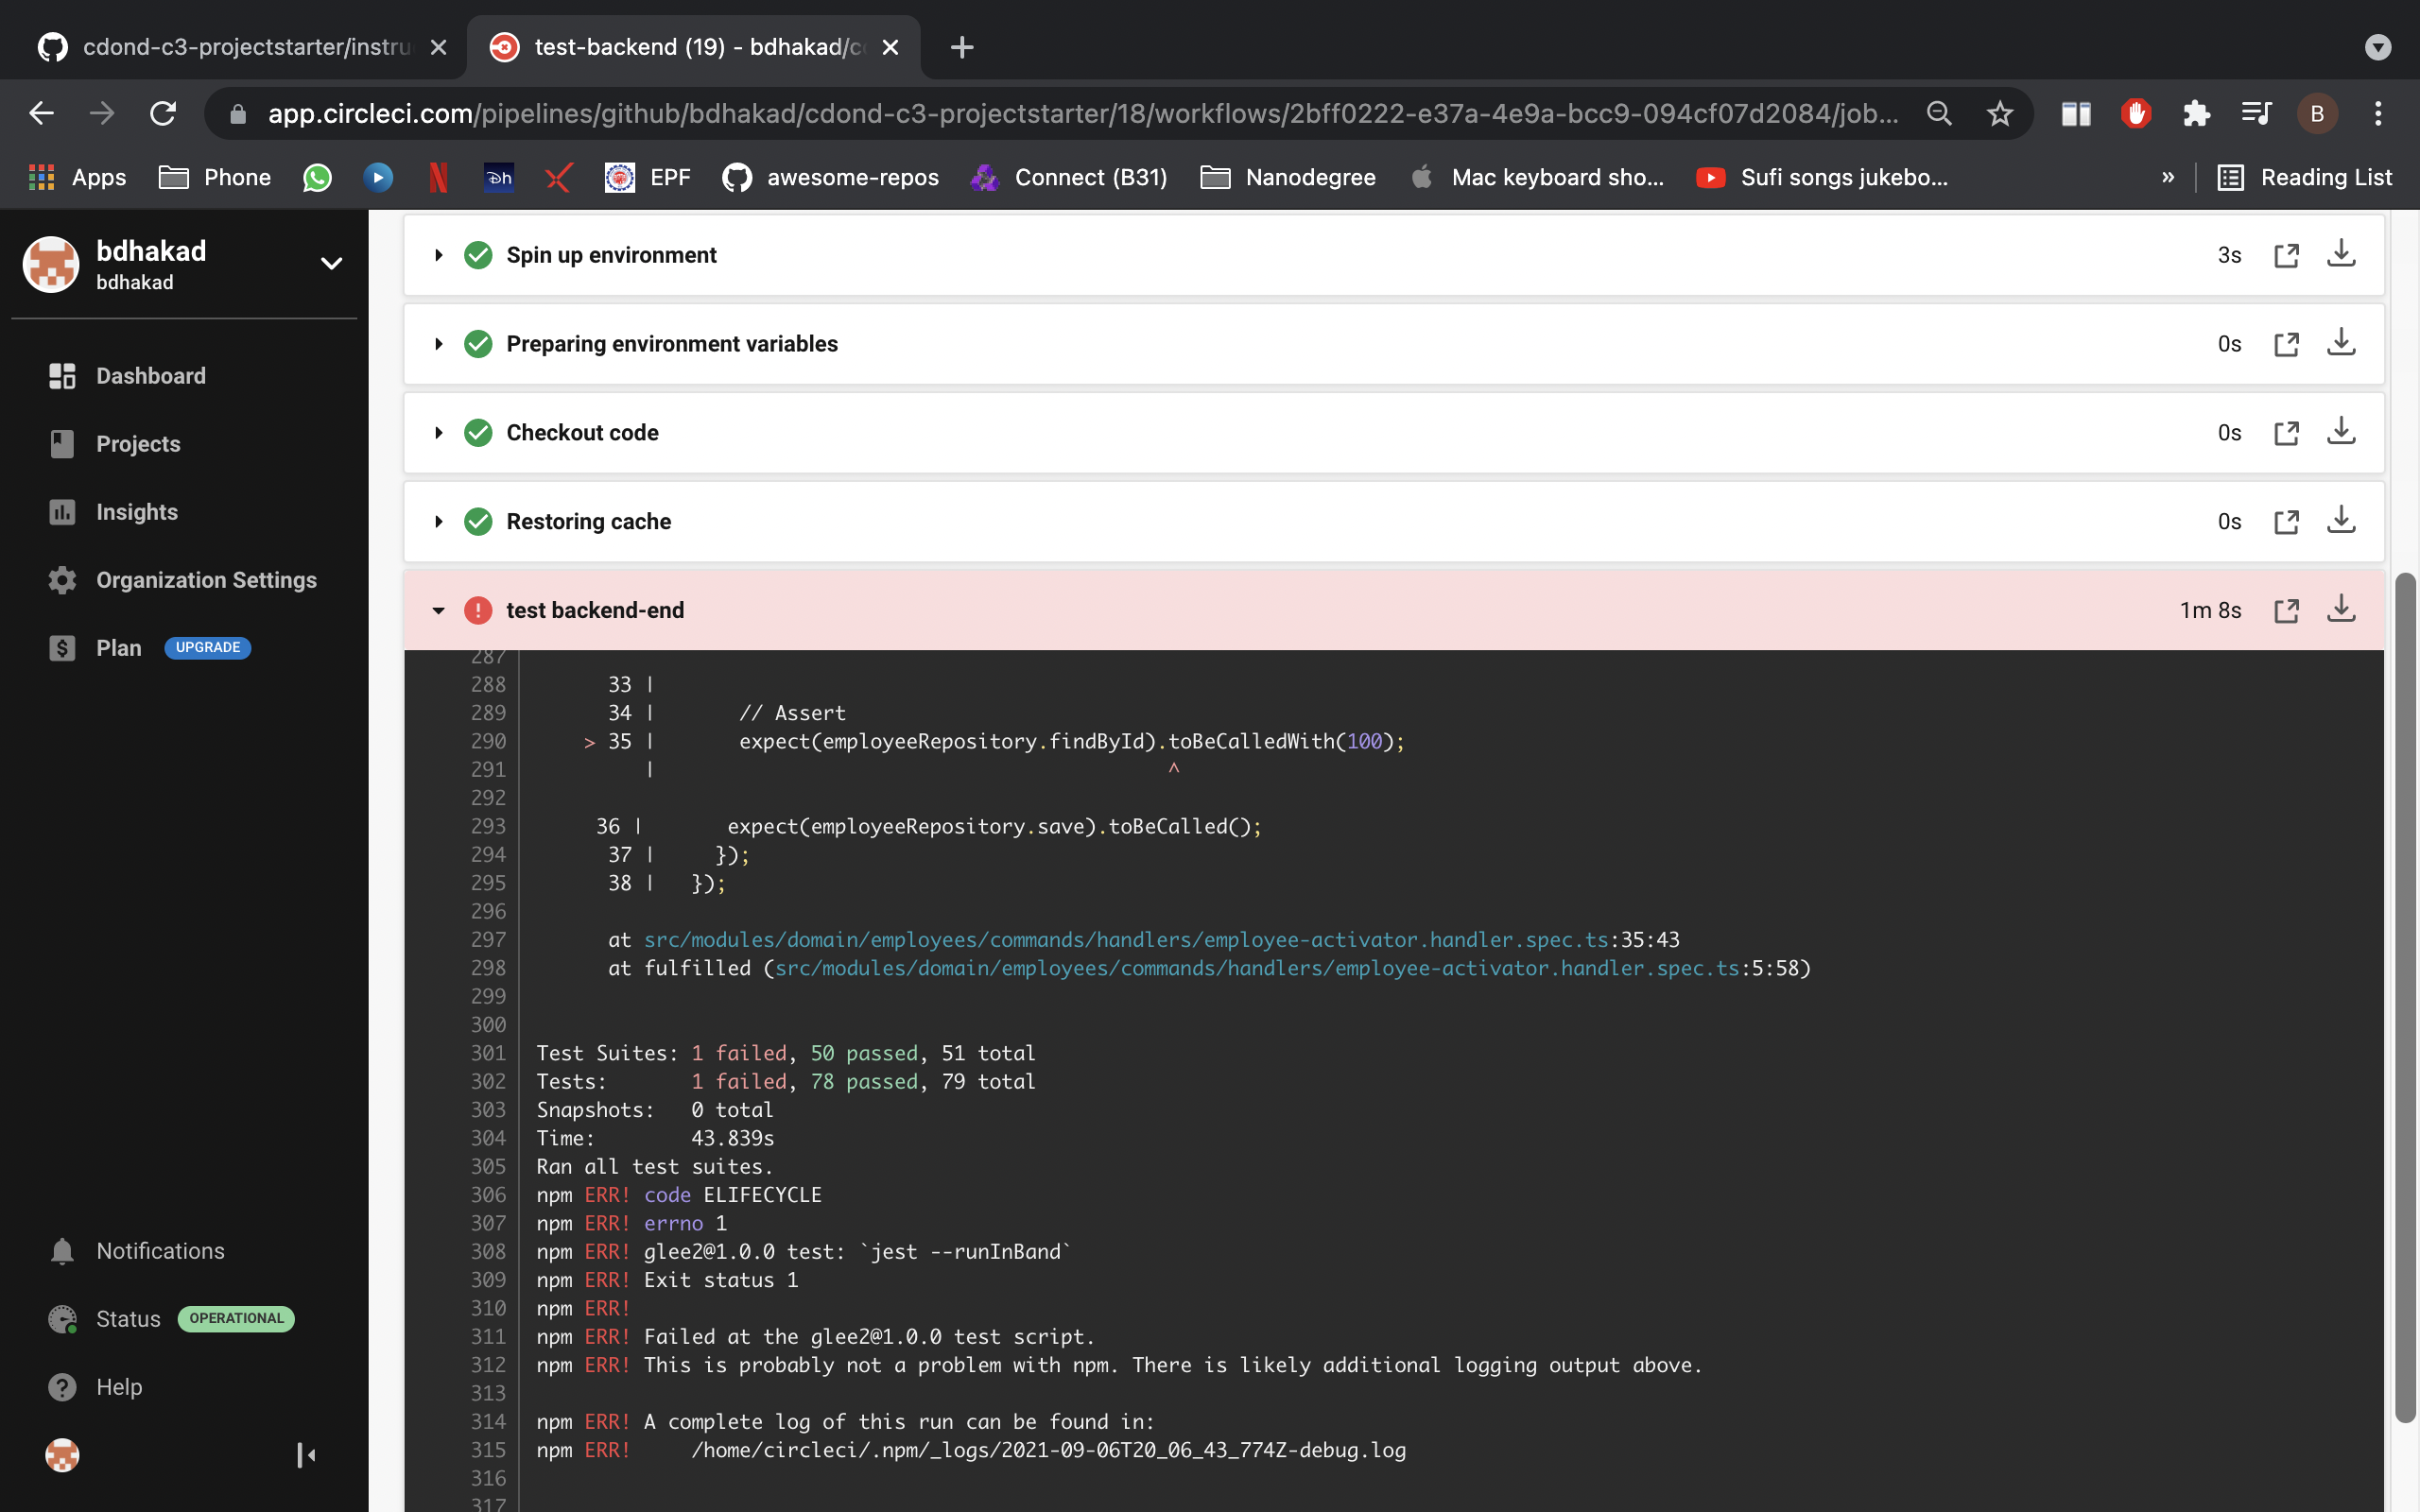 cdond-c3-projectstarter/instru
test-backend (19) - bdhakad/c
app.circleci.com/pipelines/github/bdhakad/cdond-c3-projectstarter/18/workflows/2bff0222-e37a-4e9a-bcc9-094cf07d2084/job...
B
Apps
Phone
N
Dh
EPF
awesome-repos
Connect (B31)
Nanodegree
Mac keyboard sho...
Sufi songs jukebo...
»
Reading List
bdhakad
bdhakad
Dashboard
Projects
Insights
Organization Settings
Plan UPGRADE
Notifications
Status OPERATIONAL
Help
Spin up environment 3s
Preparing environment variables 0s
Checkout code 0s
Restoring cache 0s
test backend-end 1m 8s
287
288 33 |
289 34 | // Assert
290 > 35 | expect(employeeRepository.findById).toBeCalledWith(100);
291 | ^
292
293 36 | expect(employeeRepository.save).toBeCalled();
294 37 | });
295 38 | });
296
297 at src/modules/domain/employees/commands/handlers/employee-activator.handler.spec.ts:35:43
298 at fulfilled (src/modules/domain/employees/commands/handlers/employee-activator.handler.spec.ts:5:58)
299
300
301 Test Suites: 1 failed, 50 passed, 51 total
302 Tests: 1 failed, 78 passed, 79 total
303 Snapshots: 0 total
304 Time: 43.839s
305 Ran all test suites.
306 npm ERR! code ELIFECYCLE
307 npm ERR! errno 1
308 npm ERR! glee2@1.0.0 test: `jest --runInBand`
309 npm ERR! Exit status 1
310 npm ERR!
311 npm ERR! Failed at the glee2@1.0.0 test script.
312 npm ERR! This is probably not a problem with npm. There is likely additional logging output above.
313
314 npm ERR! A complete log of this run can be found in:
315 npm ERR! /home/circleci/.npm/_logs/2021-09-06T20_06_43_774Z-debug.log
316
317